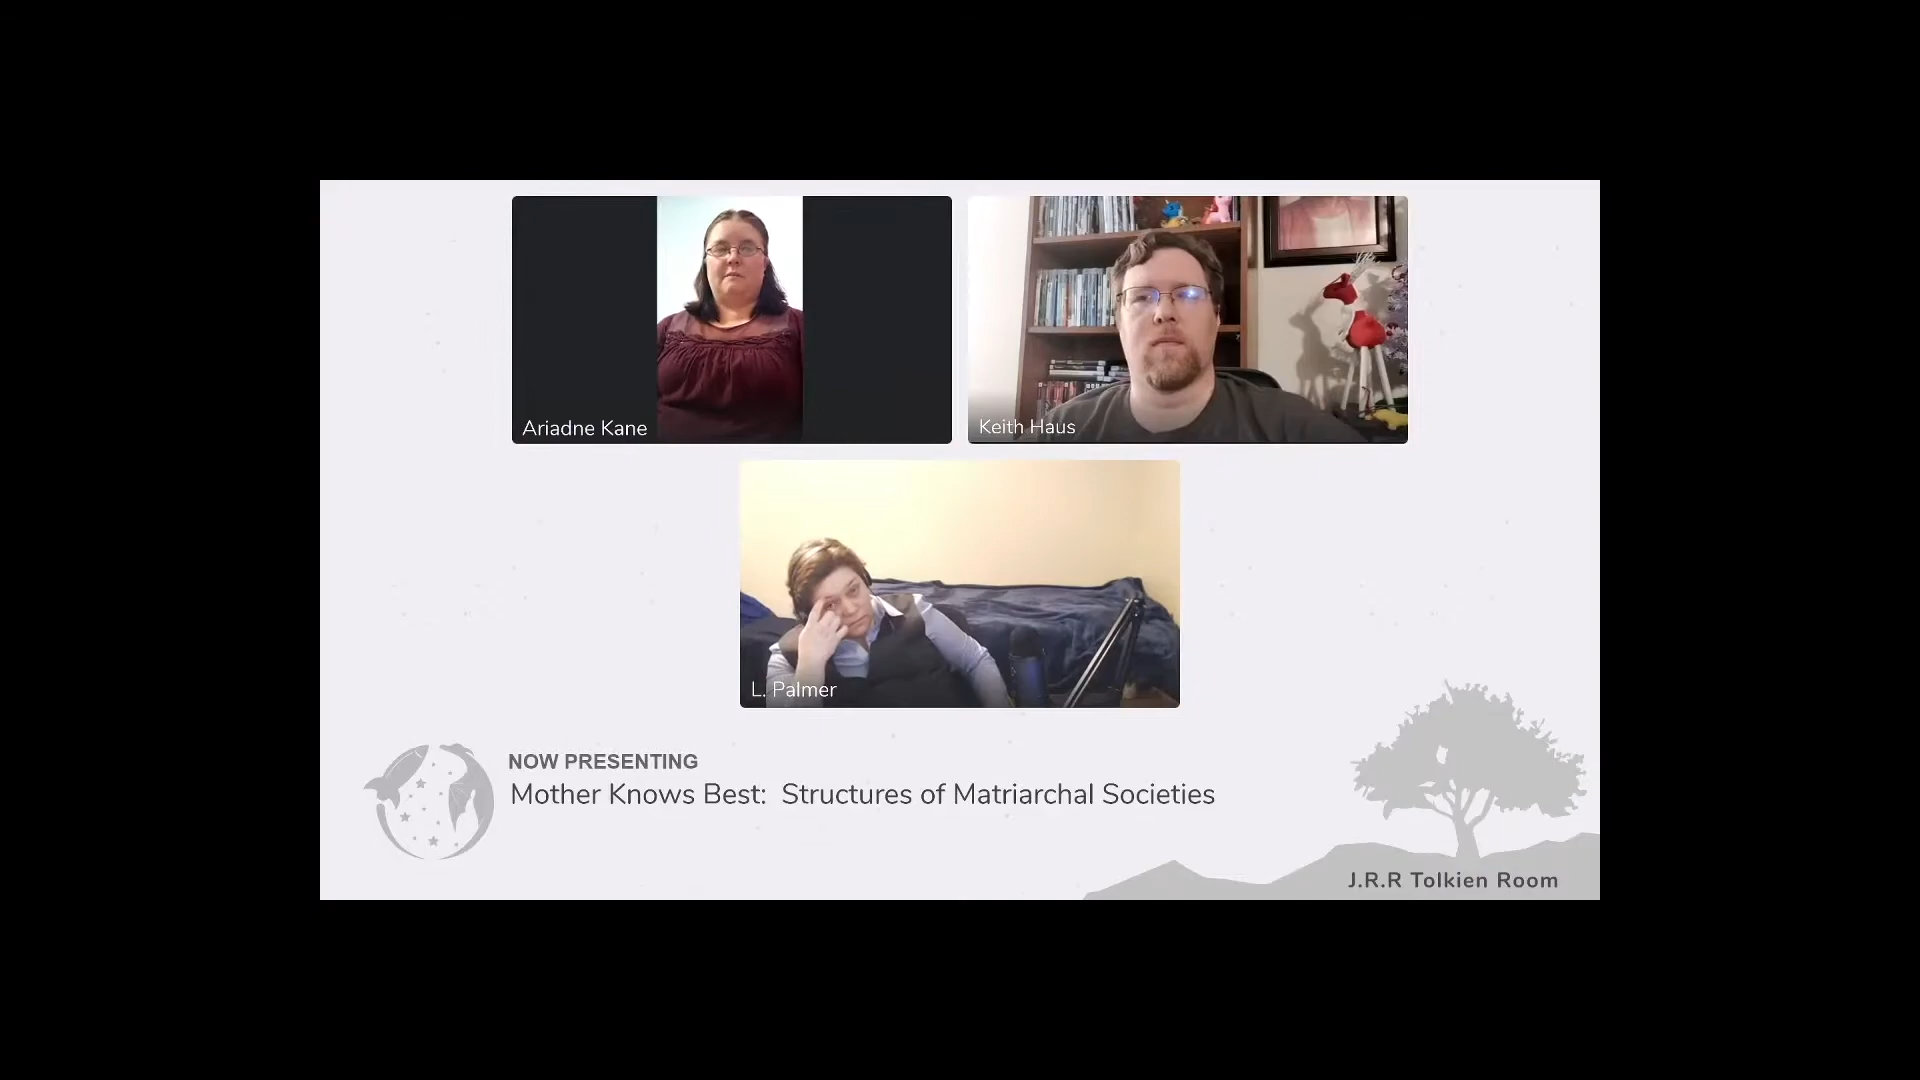 Ariadne Kane
Keith Haus
L. Palmer
NOW PRESENTING
Mother Knows Best:  Structures of Matriarchal Societies
J.R.R Tolkien Room